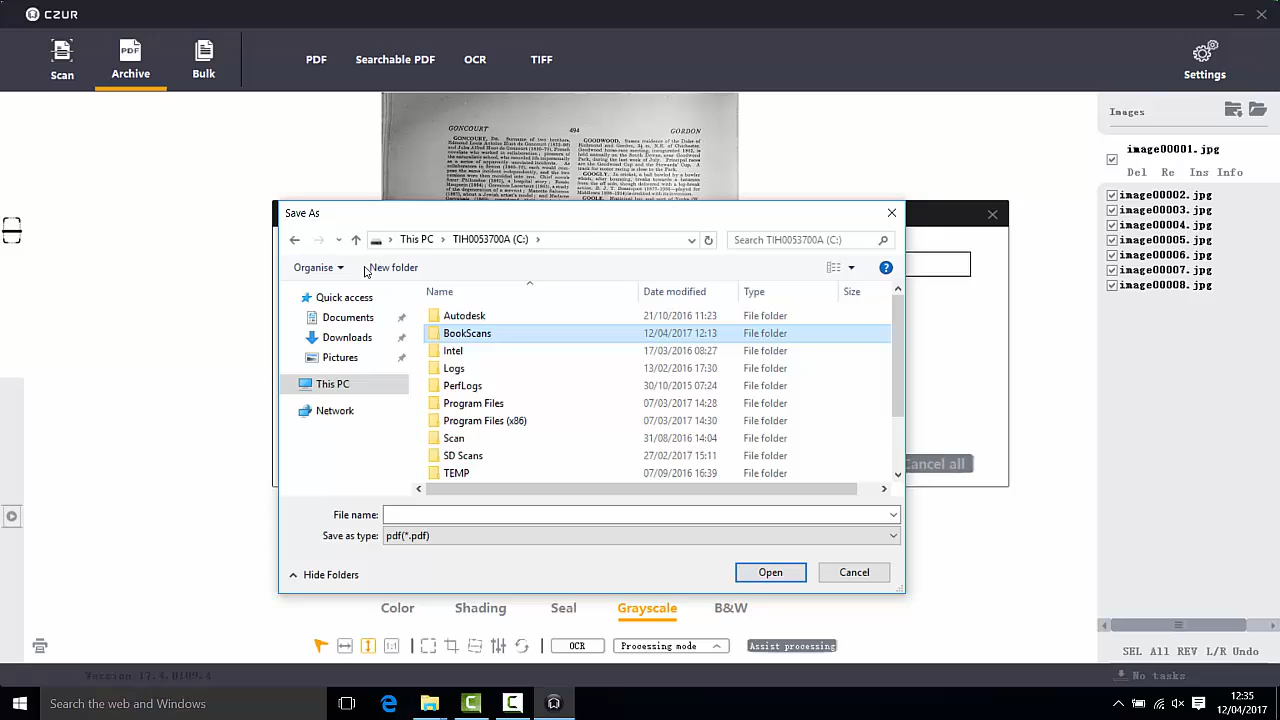 CZUR
Scan
Archive
Bulk
PDF
Searchable PDF
OCR
TIFF
Settings
GONCOURT 494 GORDON
Images
image00001.jpg
Del Re Ins Info
image00002.jpg
image00003.jpg
image00004.jpg
image00005.jpg
image00006.jpg
image00007.jpg
image00008.jpg
Save As
This PC > TIH0053700A (C:) >
Search TIH0053700A (C:)
Organise
New folder
Quick access
Documents
Downloads
Pictures
This PC
Network
Name Date modified Type Size
Autodesk 21/10/2016 11:23 File folder
BookScans 12/04/2017 12:13 File folder
Intel 17/03/2016 08:27 File folder
Logs 13/02/2016 17:30 File folder
PerfLogs 30/10/2015 07:24 File folder
Program Files 07/03/2017 14:28 File folder
Program Files (x86) 07/03/2017 14:30 File folder
Scan 31/08/2016 14:04 File folder
SD Scans 27/02/2017 15:11 File folder
TEMP 07/09/2016 16:39 File folder
Cancel all
File name:
Save as type: pdf(*.pdf)
Hide Folders
Open
Cancel
Color
Shading
Seal
Grayscale
B&W
1:1
OCR
Processing mode
Assist processing
SEL All REV L/R Undo
Version 17.4.0109.4
No tasks
Search the web and Windows
12:35
12/04/2017